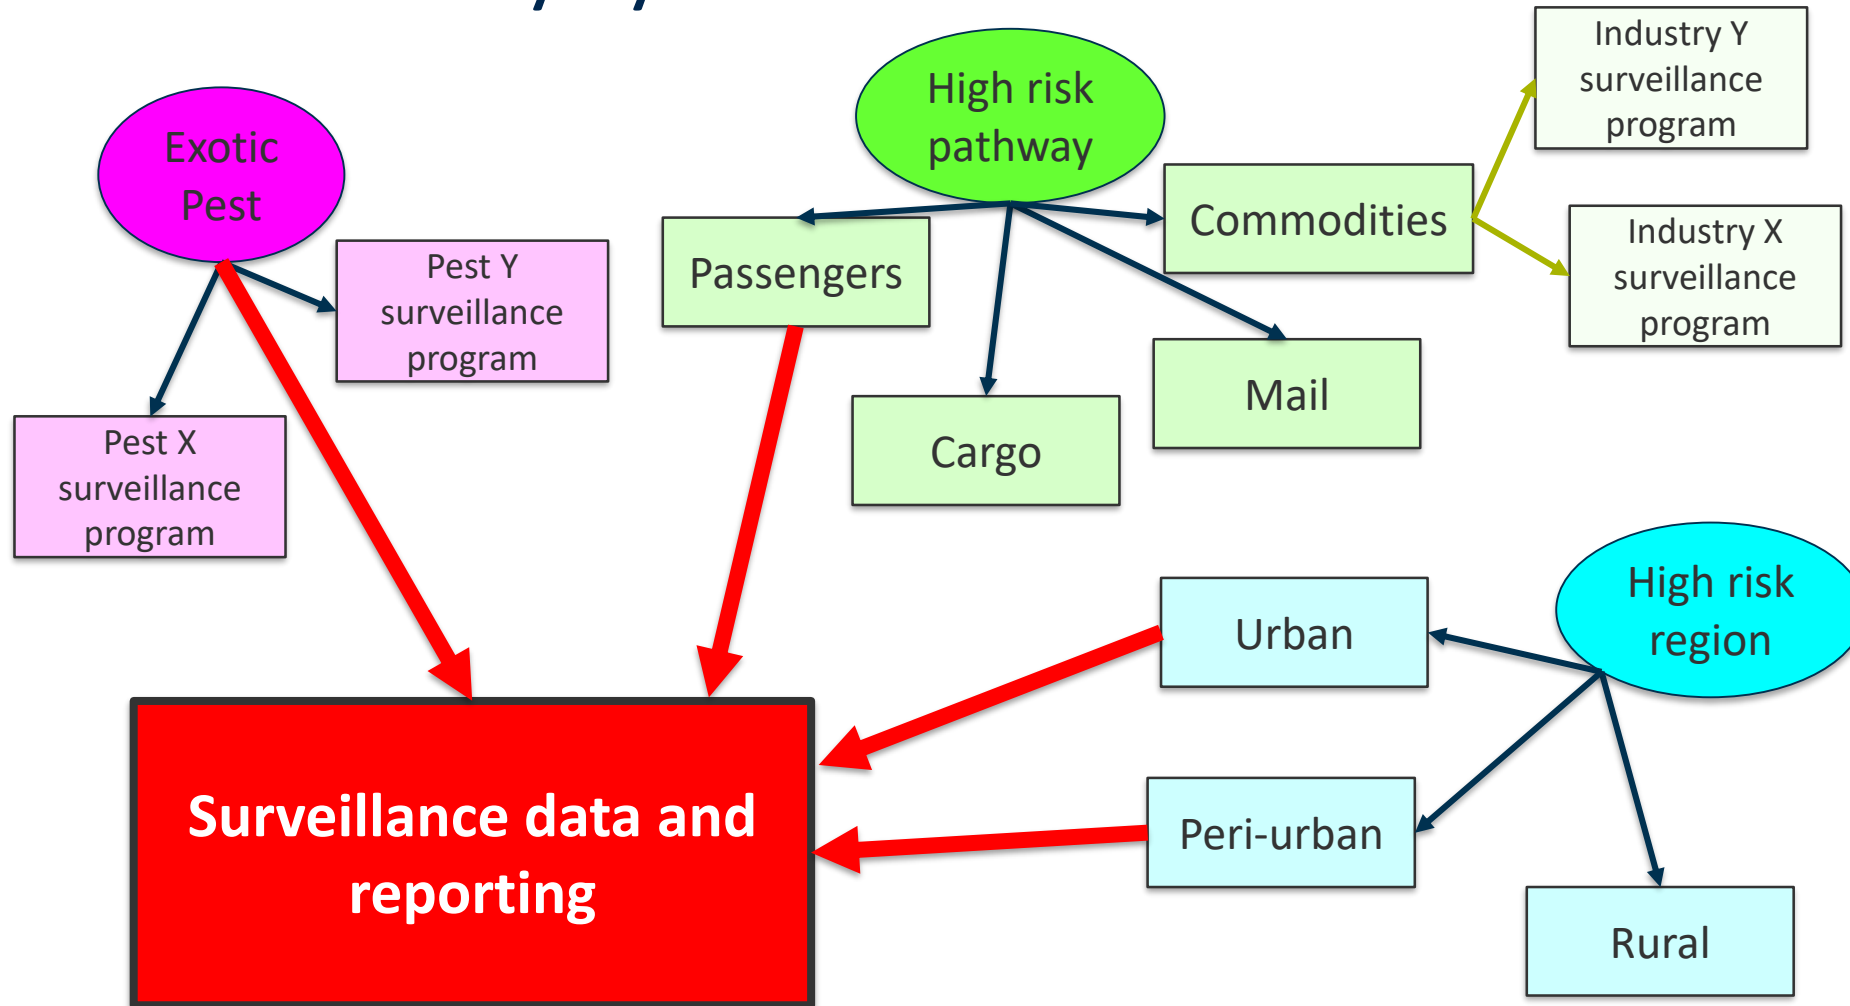 Industry Y
surveillance
program
High risk
pathway
Exotic
Pest
Commodities
Industry X
surveillance
program
Passengers
Pest Y
surveillance
program
Mail
Cargo
Pest X
surveillance
program
High risk
region
Urban
Surveillance data and
reporting
Peri-urban
Rural